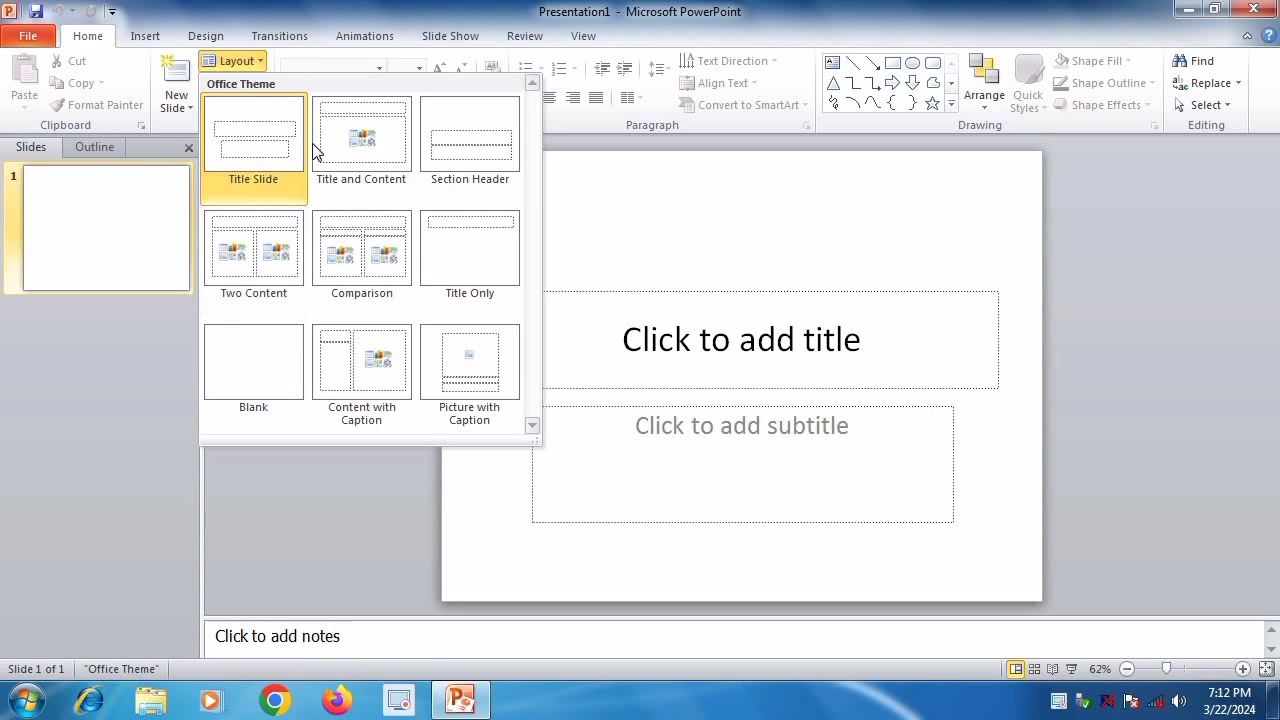 Presentation1 - Microsoft PowerPoint
File Home Insert Design Transitions Animations Slide Show Review View
Paste
Cut
Copy
Format Painter
Clipboard
New
Slide
Layout
Text Direction
Align Text
Convert to SmartArt
Paragraph
Arrange
Quick
Styles
Shape Fill
Shape Outline
Shape Effects
Drawing
Find
Replace
Select
Editing
Slides Outline
1
Office Theme
Title Slide
Title and Content
Section Header
Two Content
Comparison
Title Only
Blank
Content with
Caption
Picture with
Caption
Click to add title
Click to add subtitle
Click to add notes
Slide 1 of 1 "Office Theme" 62%
7:12 PM
3/22/2024